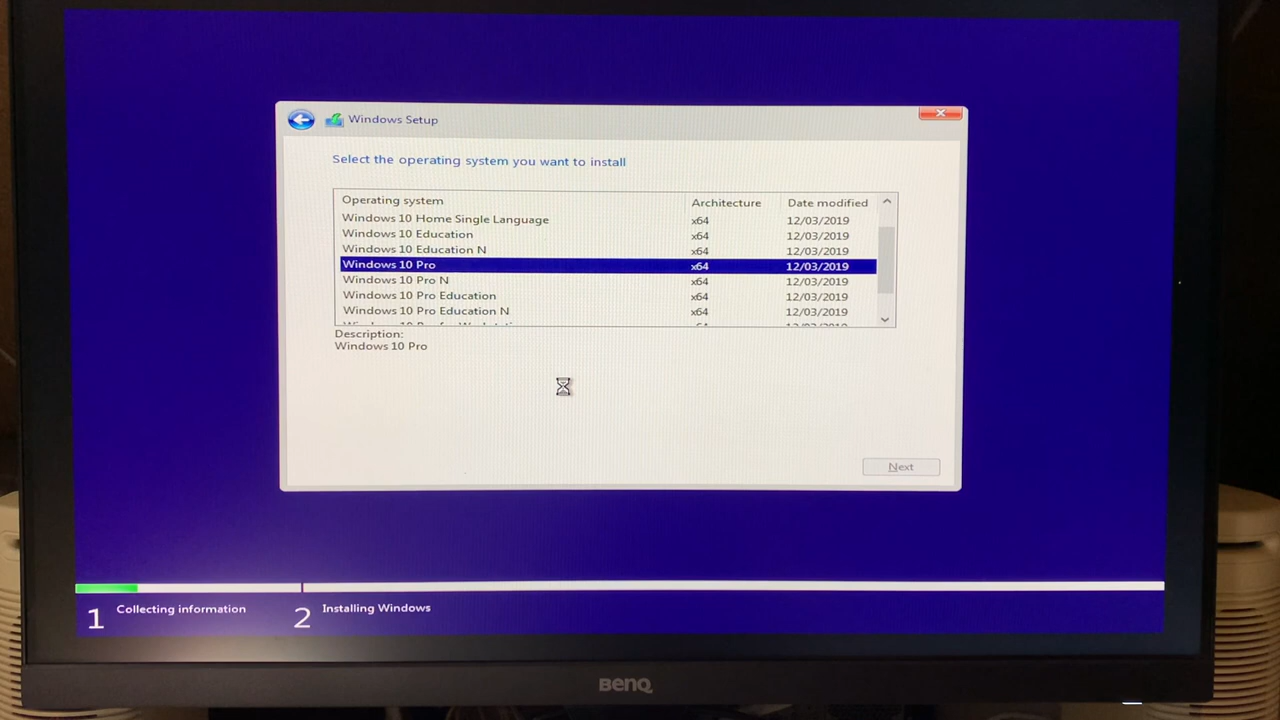 Windows Setup
Select the operating system you want to install
Operating system Architecture Date modified
Windows 10 Home Single Language x64 12/03/2019
Windows 10 Education x64 12/03/2019
Windows 10 Education N x64 12/03/2019
Windows 10 Pro x64 12/03/2019
Windows 10 Pro N x64 12/03/2019
Windows 10 Pro Education x64 12/03/2019
Windows 10 Pro Education N x64 12/03/2019
Description:
Windows 10 Pro
Next
1 Collecting information 2 Installing Windows
BenQ